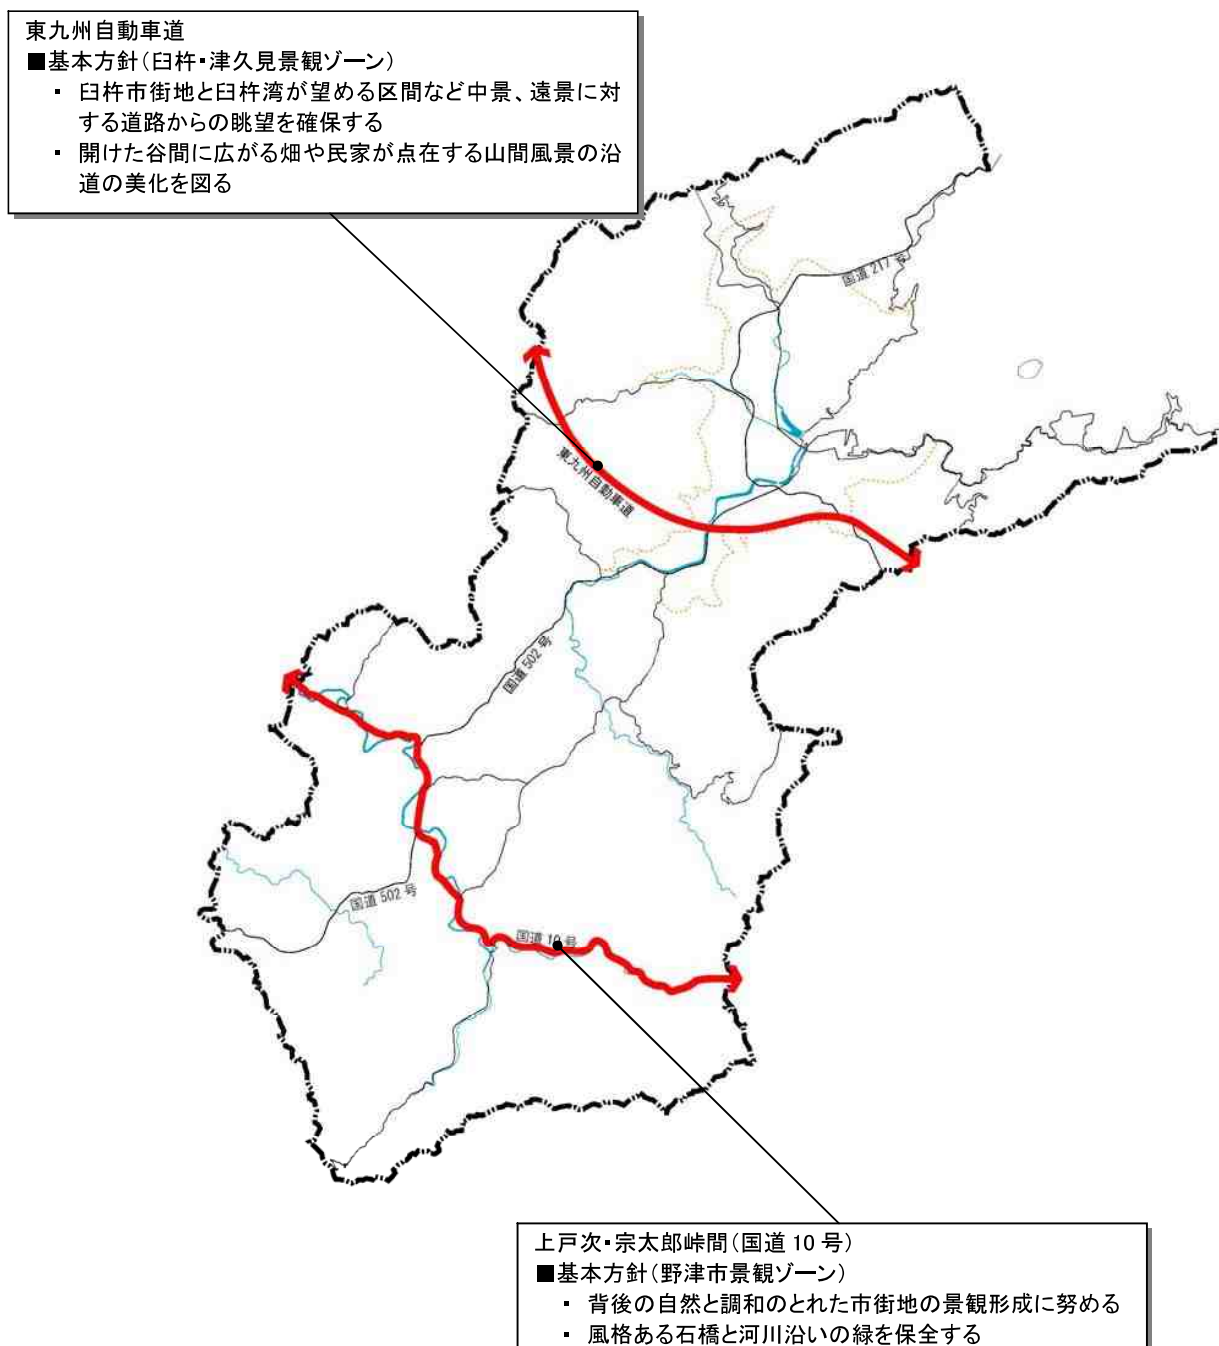 東九州自動車道
■基本方針（臼杵・津久見景観ゾーン）
・ 臼杵市街地と臼杵湾が望める区間など中景、遠景に対
する道路からの眺望を確保する
・ 開けた谷間に広がる畑や民家が点在する山間風景の沿
道の美化を図る
国道 217 号
東九州自動車道
国道 502 号
国道 502 号
国道 10 号
上戸次・宗太郎峠間（国道 10 号）
■基本方針（野津市景観ゾーン）
・ 背後の自然と調和のとれた市街地の景観形成に努める
・ 風格ある石橋と河川沿いの緑を保全する